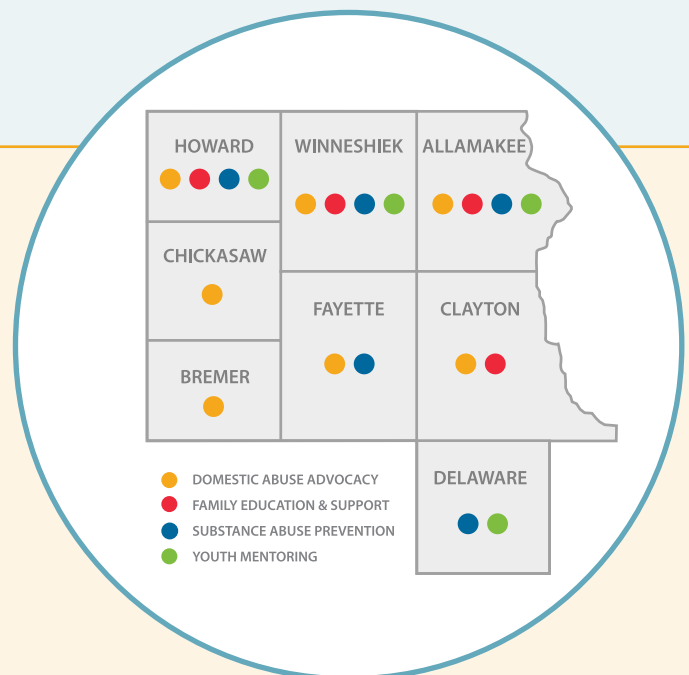 HOWARD
WINNESHIEK
ALLAMAKEE
CHICKASAW
FAYETTE
CLAYTON
BREMER
DELAWARE
DOMESTIC ABUSE ADVOCACY
FAMILY EDUCATION & SUPPORT
SUBSTANCE ABUSE PREVENTION
YOUTH MENTORING